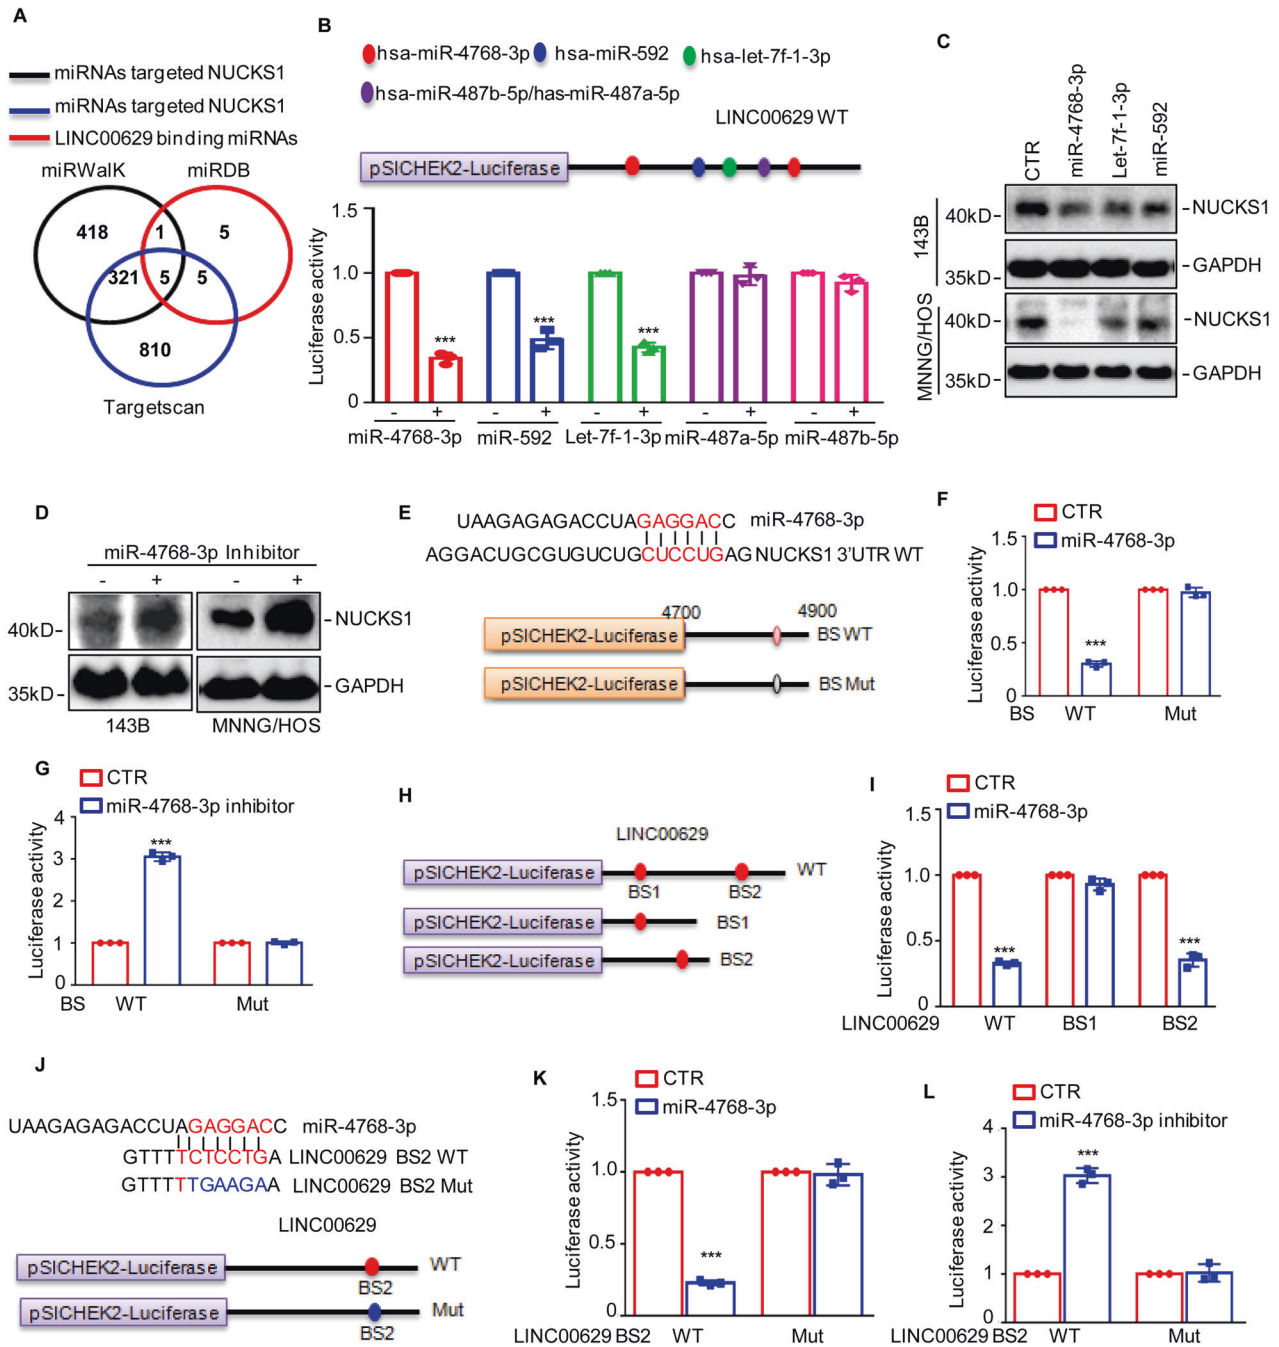 A
miRNAs targeted NUCKS1
miRNAs targeted NUCKS1
LINC00629 binding miRNAs
miRWalK
miRDB
418
1
5
321
5
5
810
Targetscan
B
hsa-miR-4768-3p
hsa-miR-592
hsa-let-7f-1-3p
hsa-miR-487b-5p/has-miR-487a-5p
LINC00629 WT
pSICHEK2-Luciferase
Luciferase activity
1.5
1.0
0.5
0
***
***
***
- + - + - + - + - +
miR-4768-3p
miR-592
Let-7f-1-3p
miR-487a-5p
miR-487b-5p
C
CTR
miR-4768-3p
Let-7f-1-3p
miR-592
143B
40kD-
-NUCKS1
35kD-
-GAPDH
MNNG/HOS
40kD-
-NUCKS1
35kD-
-GAPDH
D
miR-4768-3p Inhibitor
- + - +
40kD-
-NUCKS1
35kD-
-GAPDH
143B
MNNG/HOS
E
UAAGAGAGACCUAGAGGACC miR-4768-3p
AGGACUGCGUGUCUGCUCCUGAG NUCKS1 3'UTR WT
4700
4900
pSICHEK2-Luciferase
BS WT
pSICHEK2-Luciferase
BS Mut
F
CTR
miR-4768-3p
Luciferase activity
1.5
1.0
0.5
0
***
BS
WT
Mut
G
CTR
miR-4768-3p inhibitor
Luciferase activity
4
3
2
1
0
***
BS
WT
Mut
H
LINC00629
pSICHEK2-Luciferase
WT
BS1
BS2
pSICHEK2-Luciferase
BS1
pSICHEK2-Luciferase
BS2
I
CTR
miR-4768-3p
Luciferase activity
1.5
1.0
0.5
0
***
***
LINC00629
WT
BS1
BS2
J
UAAGAGAGACCUAGAGGACC miR-4768-3p
GTTTTCTCCTGA LINC00629 BS2 WT
GTTTTTGAAGAA LINC00629 BS2 Mut
LINC00629
pSICHEK2-Luciferase
WT
BS2
pSICHEK2-Luciferase
Mut
BS2
K
CTR
miR-4768-3p
Luciferase activity
1.5
1.0
0.5
0
***
LINC00629 BS2
WT
Mut
L
CTR
miR-4768-3p inhibitor
Luciferase activity
4
3
2
1
0
***
LINC00629 BS2
WT
Mut